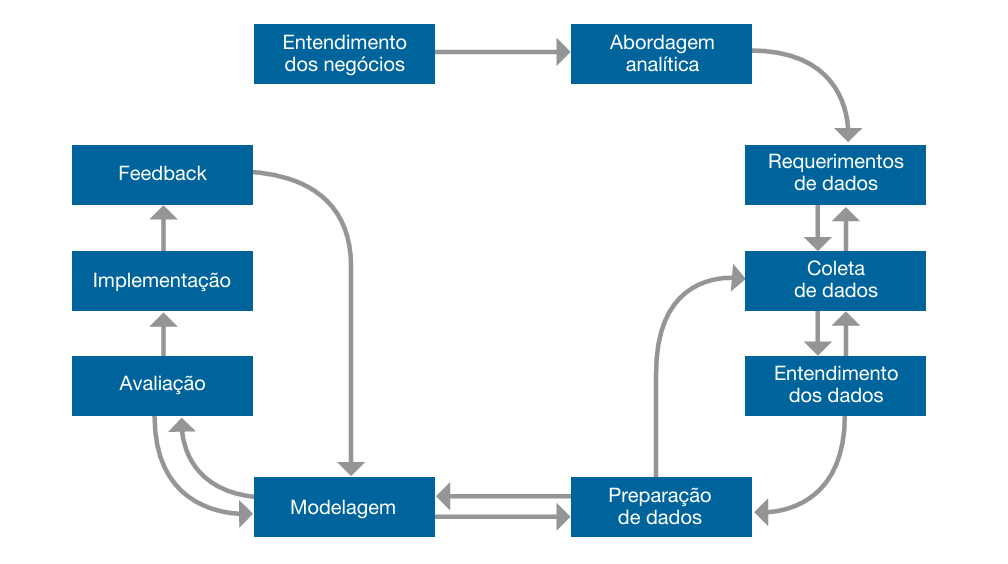 Entendimento
dos negócios
Abordagem
analítica
Requerimentos
de dados
Coleta
de dados
Entendimento
dos dados
Preparação
de dados
Modelagem
Avaliação
Implementação
Feedback